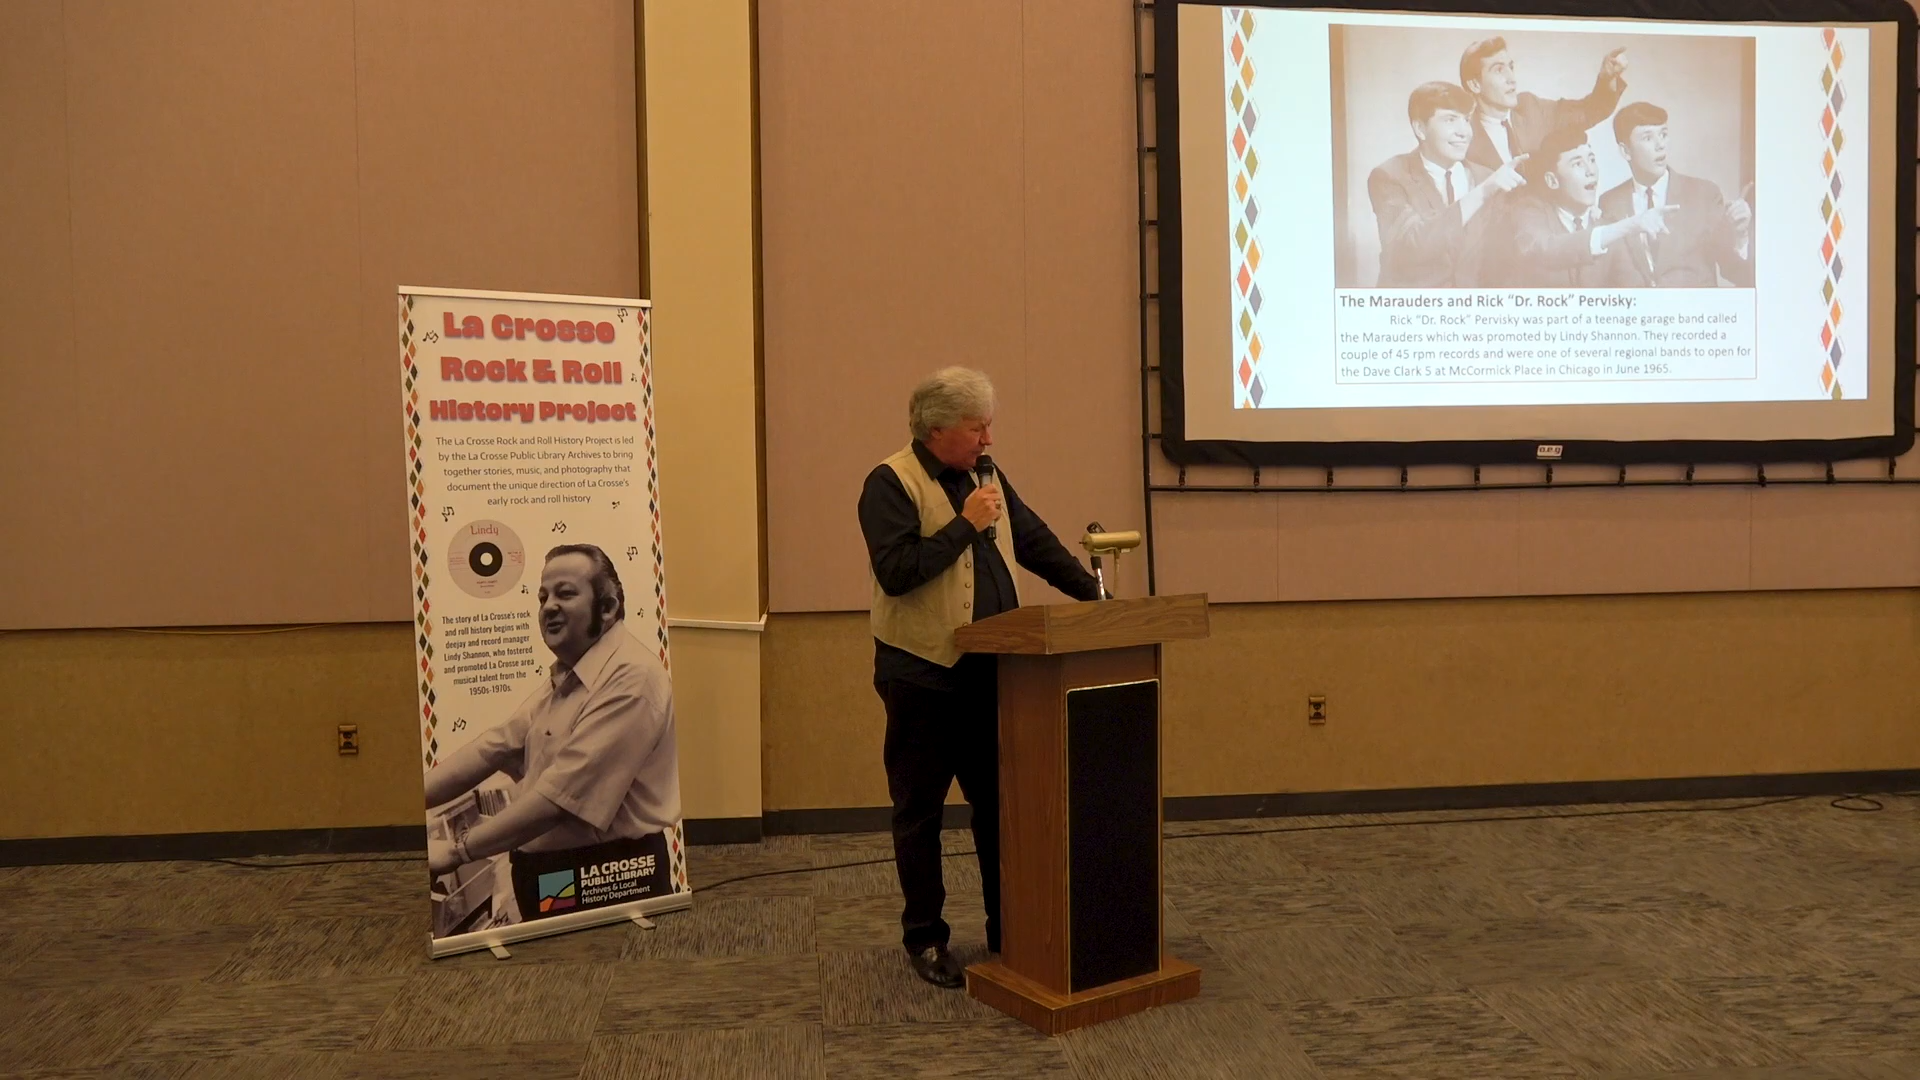 La Crosse
Rock & Roll
History Project
The La Crosse Rock and Roll History Project is led
by the La Crosse Public Library Archives to bring
together stories, music, and photography that
document the unique direction of La Crosse's
early rock and roll history
Lindy
The story of La Crosse's rock
and roll history begins with
deejay and record manager
Lindy Shannon, who fostered
and promoted La Crosse area
musical talent from the
1950s-1970s.
LA CROSSE
PUBLIC LIBRARY
Archives & Local
History Department
The Marauders and Rick "Dr. Rock" Pervisky:
Rick "Dr. Rock" Pervisky was part of a teenage garage band called
the Marauders which was promoted by Lindy Shannon. They recorded a
couple of 45 rpm records and were one of several regional bands to open for
the Dave Clark 5 at McCormick Place in Chicago in June 1965.
a.e.g